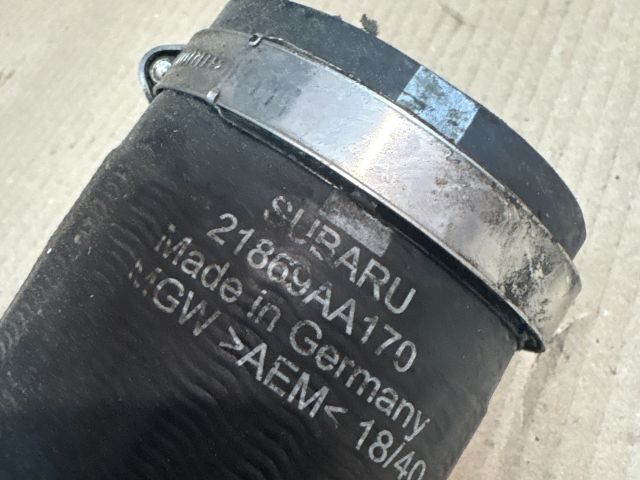 SUBARU
21869AA170
Made in Germany
MGW >AEM< 18/40